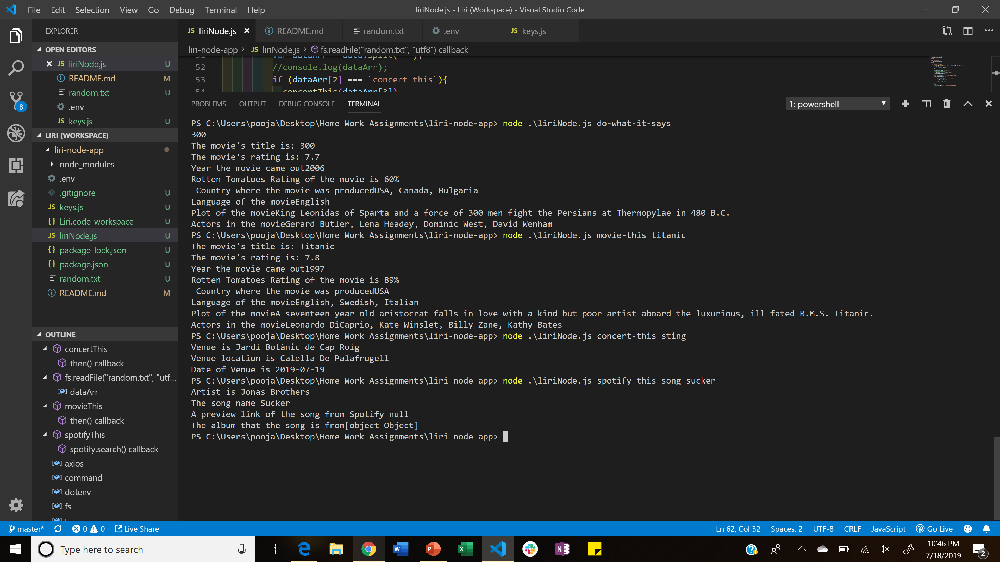 File Edit Selection View Go Debug Terminal Help
liriNode.js - Liri (Workspace) - Visual Studio Code
EXPLORER
OPEN EDITORS
JS liriNode.js U
README.md M
random.txt U
.env
JS keys.js U
LIRI (WORKSPACE)
liri-node-app
node_modules
.env
.gitignore U
JS keys.js U
{} Liri.code-workspace U
JS liriNode.js U
{} package-lock.json U
{} package.json U
random.txt U
README.md M
OUTLINE
concertThis
then() callback
fs.readFile("random.txt", "utf...
dataArr
movieThis
then() callback
spotifyThis
spotify.search() callback
axios
command
dotenv
fs
i
8
JS liriNode.js README.md random.txt .env JS keys.js
liri-node-app JS liriNode.js fs.readFile("random.txt", "utf8") callback
52 //console.log(dataArr);
53 if (dataArr[2] === `concert-this`){
54 concertThis(dataArr[3])
PROBLEMS OUTPUT DEBUG CONSOLE TERMINAL
1: powershell
PS C:\Users\pooja\Desktop\Home Work Assignments\liri-node-app> node .\liriNode.js do-what-it-says
300
The movie's title is: 300
The movie's rating is: 7.7
Year the movie came out2006
Rotten Tomatoes Rating of the movie is 60%
Country where the movie was producedUSA, Canada, Bulgaria
Language of the movieEnglish
Plot of the movieKing Leonidas of Sparta and a force of 300 men fight the Persians at Thermopylae in 480 B.C.
Actors in the movieGerard Butler, Lena Headey, Dominic West, David Wenham
PS C:\Users\pooja\Desktop\Home Work Assignments\liri-node-app> node .\liriNode.js movie-this titanic
The movie's title is: Titanic
The movie's rating is: 7.8
Year the movie came out1997
Rotten Tomatoes Rating of the movie is 89%
Country where the movie was producedUSA
Language of the movieEnglish, Swedish, Italian
Plot of the movieA seventeen-year-old aristocrat falls in love with a kind but poor artist aboard the luxurious, ill-fated R.M.S. Titanic.
Actors in the movieLeonardo DiCaprio, Kate Winslet, Billy Zane, Kathy Bates
PS C:\Users\pooja\Desktop\Home Work Assignments\liri-node-app> node .\liriNode.js concert-this sting
Venue is Jardí Botànic de Cap Roig
Venue location is Calella De Palafrugell
Date of Venue is 2019-07-19
PS C:\Users\pooja\Desktop\Home Work Assignments\liri-node-app> node .\liriNode.js spotify-this-song sucker
Artist is Jonas Brothers
The song name Sucker
A preview link of the song from Spotify null
The album that the song is from[object Object]
PS C:\Users\pooja\Desktop\Home Work Assignments\liri-node-app>
master* 0 0 Live Share
Ln 62, Col 32 Spaces: 2 UTF-8 CRLF JavaScript Go Live
Type here to search
10:46 PM
7/18/2019
2